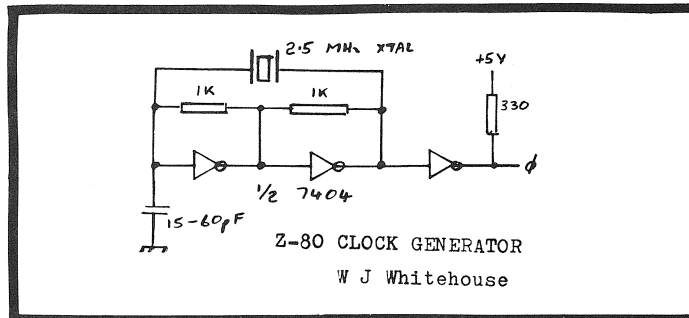 2.5 MHz XTAL
+5V
1K
1K
330
1/2 7404
15-60pF
ϕ
Z-80 CLOCK GENERATOR
W J Whitehouse